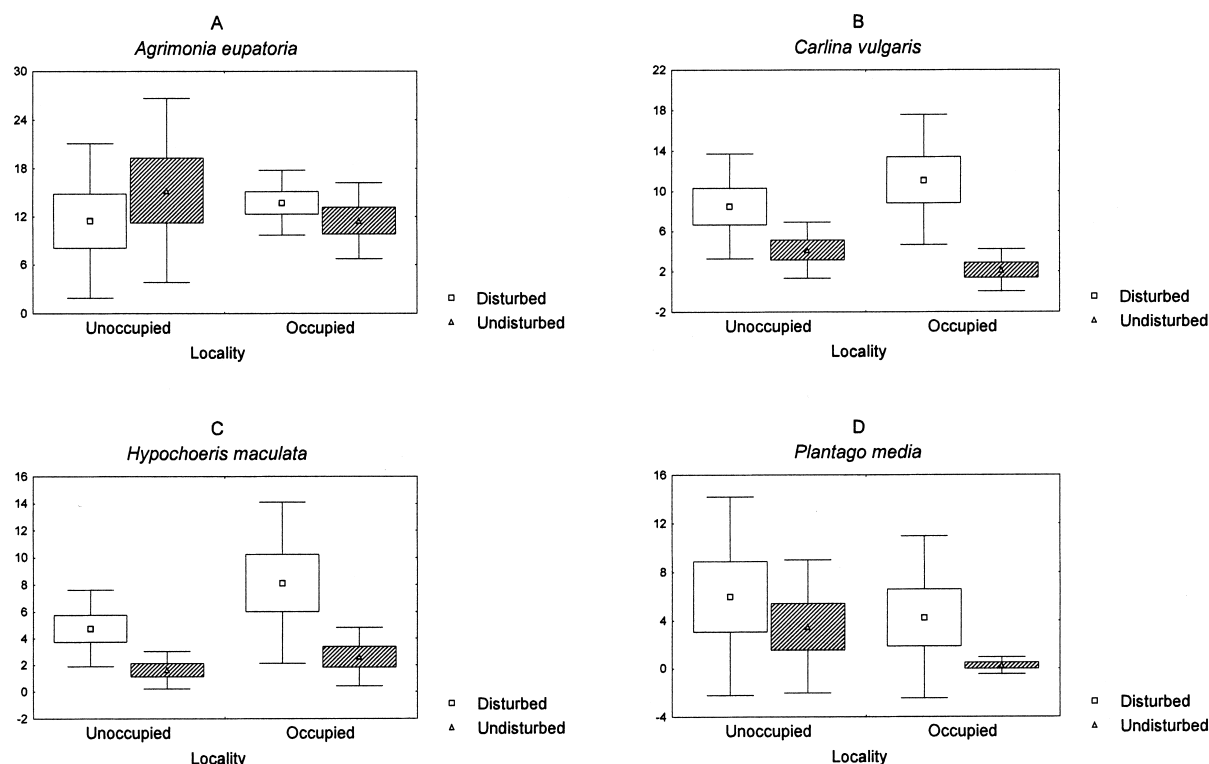 A
Agrimonia eupatoria
30
24
18
12
6
0
Unoccupied Occupied
Locality
Disturbed
Undisturbed
B
Carlina vulgaris
22
18
14
10
6
2
-2
Unoccupied Occupied
Locality
Disturbed
Undisturbed
C
Hypochoeris maculata
16
14
12
10
8
6
4
2
0
-2
Unoccupied Occupied
Locality
Disturbed
Undisturbed
D
Plantago media
16
12
8
4
0
-4
Unoccupied Occupied
Locality
Disturbed
Undisturbed